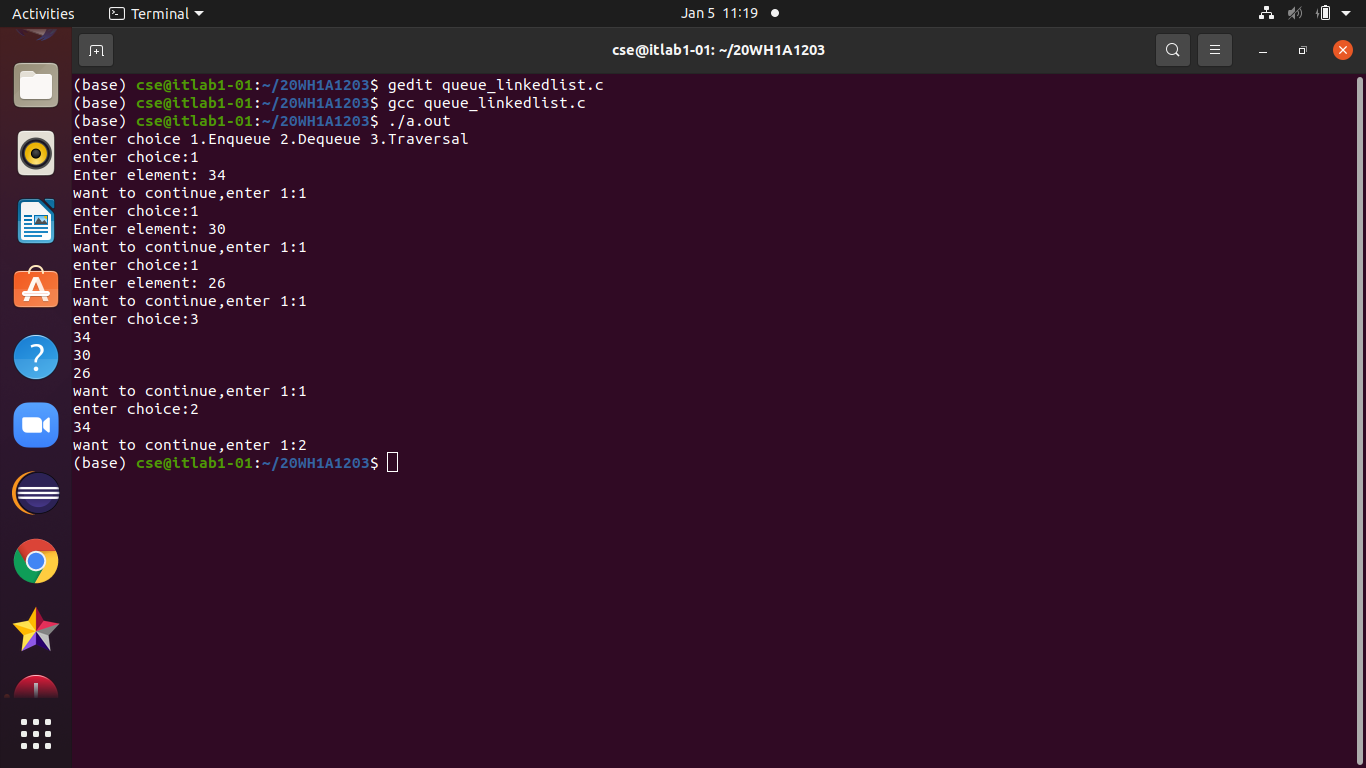 Activities Terminal Jan 5 11:19
cse@itlab1-01: ~/20WH1A1203
(base) cse@itlab1-01:~/20WH1A1203$ gedit queue_linkedlist.c
(base) cse@itlab1-01:~/20WH1A1203$ gcc queue_linkedlist.c
(base) cse@itlab1-01:~/20WH1A1203$ ./a.out
enter choice 1.Enqueue 2.Dequeue 3.Traversal
enter choice:1
Enter element: 34
want to continue,enter 1:1
enter choice:1
Enter element: 30
want to continue,enter 1:1
enter choice:1
Enter element: 26
want to continue,enter 1:1
enter choice:3
34
30
26
want to continue,enter 1:1
enter choice:2
34
want to continue,enter 1:2
(base) cse@itlab1-01:~/20WH1A1203$